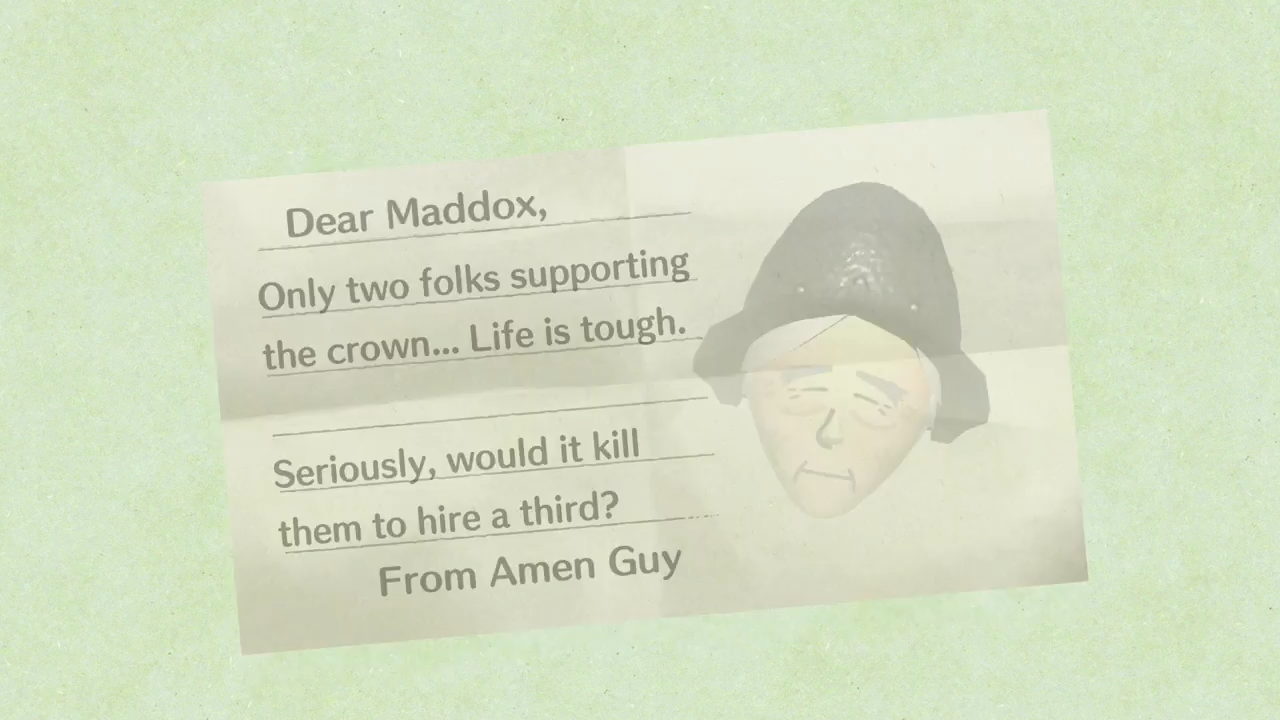 Dear Maddox,
Only two folks supporting
the crown... Life is tough.
Seriously, would it kill
them to hire a third?
From Amen Guy